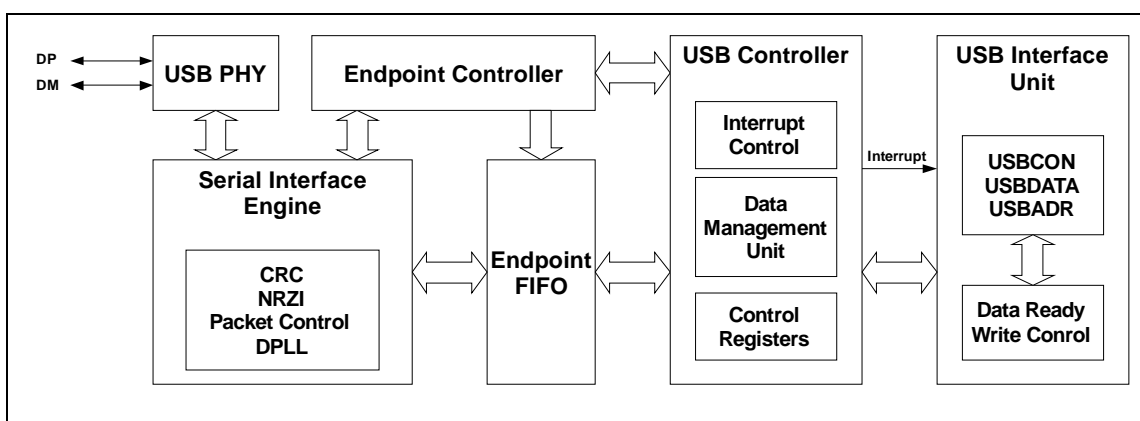 DP
DM
USB PHY
Endpoint Controller
USB Controller
USB Interface
Unit
Interrupt
Control
Interrupt
Serial Interface
Engine
USBCON
USBDATA
USBADR
Data
Management
Unit
Endpoint
FIFO
CRC
NRZI
Packet Control
DPLL
Control
Registers
Data Ready
Write Conrol